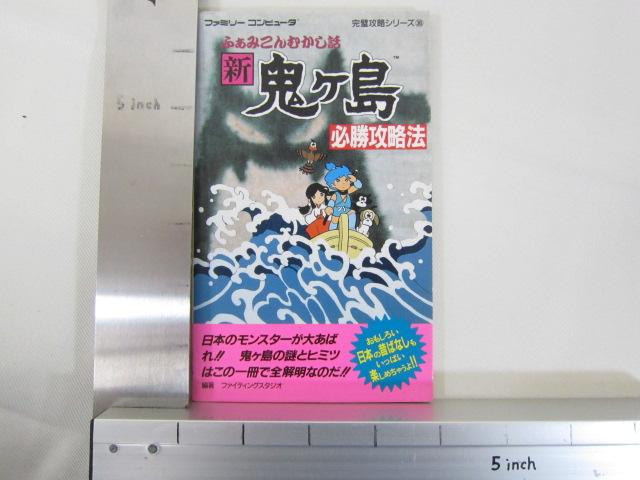 ファミリー コンピュータ
完璧攻略シリーズ
ふぁみこんむかし話
新 鬼ヶ島
TM
必勝攻略法
日本のモンスターが大あば
れ!! 鬼ヶ島の謎とヒミツ
はこの一冊で全解明なのだ!!
編著 ファイティングスタジオ
おもしろい
日本の昔ばなしも
いっぱい
楽しめちゃうよ!!
5 inch
5 inch